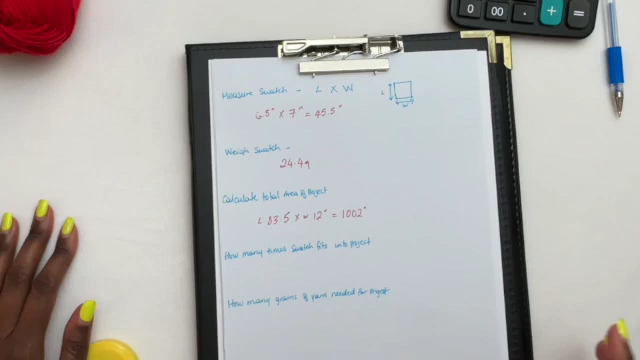 0 00 . + =
Measure Swatch - L X W
L
W
6.5" x 7" = 45.5"
Weigh Swatch -
24.4g
Calculate Total Area of Project
L 83.5 x w 12" = 1002"
How many times Swatch fits into Project
How many grams of yarn needed for Project